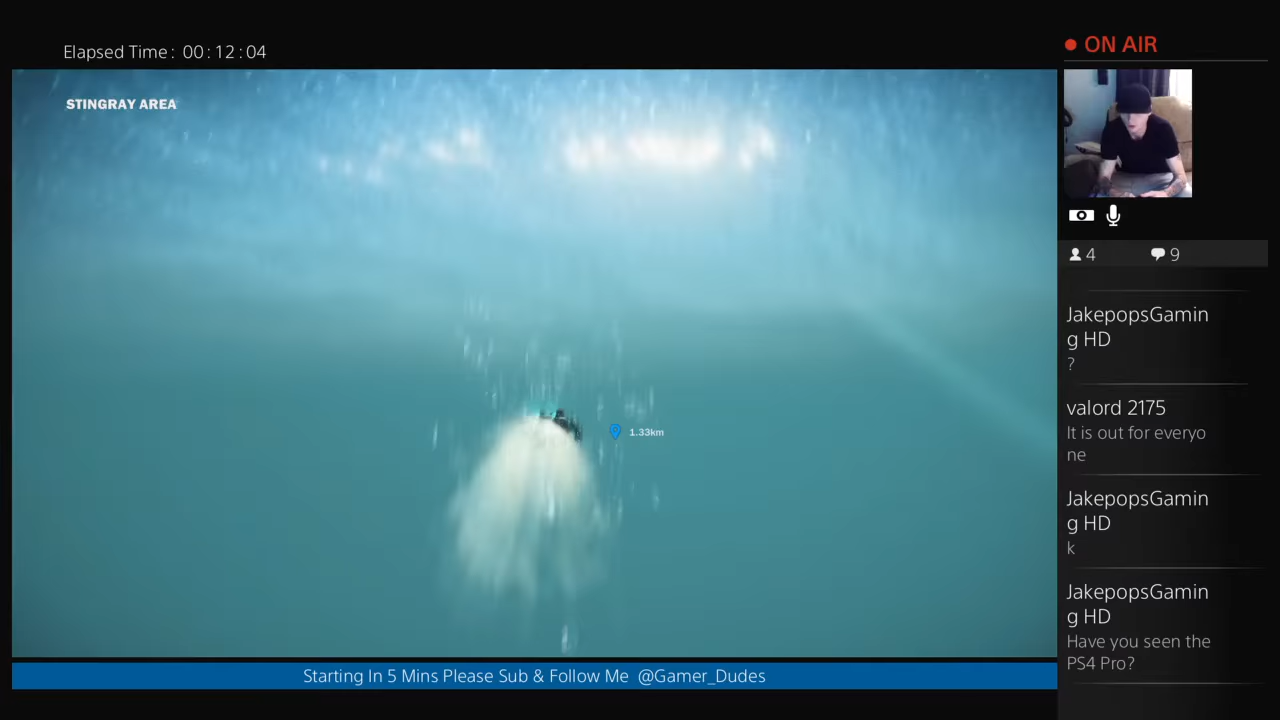 Elapsed Time: 00:12:04
ON AIR
STINGRAY AREA
1.33km
4
9
JakepopsGamin
g HD
?
valord 2175
It is out for everyo
ne
JakepopsGamin
g HD
k
JakepopsGamin
g HD
Have you seen the
PS4 Pro?
Starting In 5 Mins Please Sub & Follow Me @Gamer_Dudes